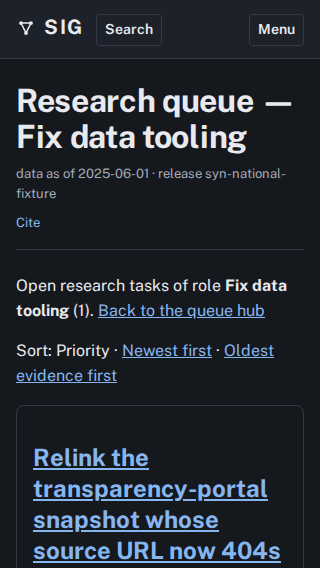 SIG Search Menu
Research queue —
Fix data tooling
data as of 2025-06-01 · release syn-national-
fixture
Cite
Open research tasks of role Fix data
tooling (1). Back to the queue hub
Sort: Priority · Newest first · Oldest
evidence first
Relink the
transparency-portal
snapshot whose
source URL now 404s